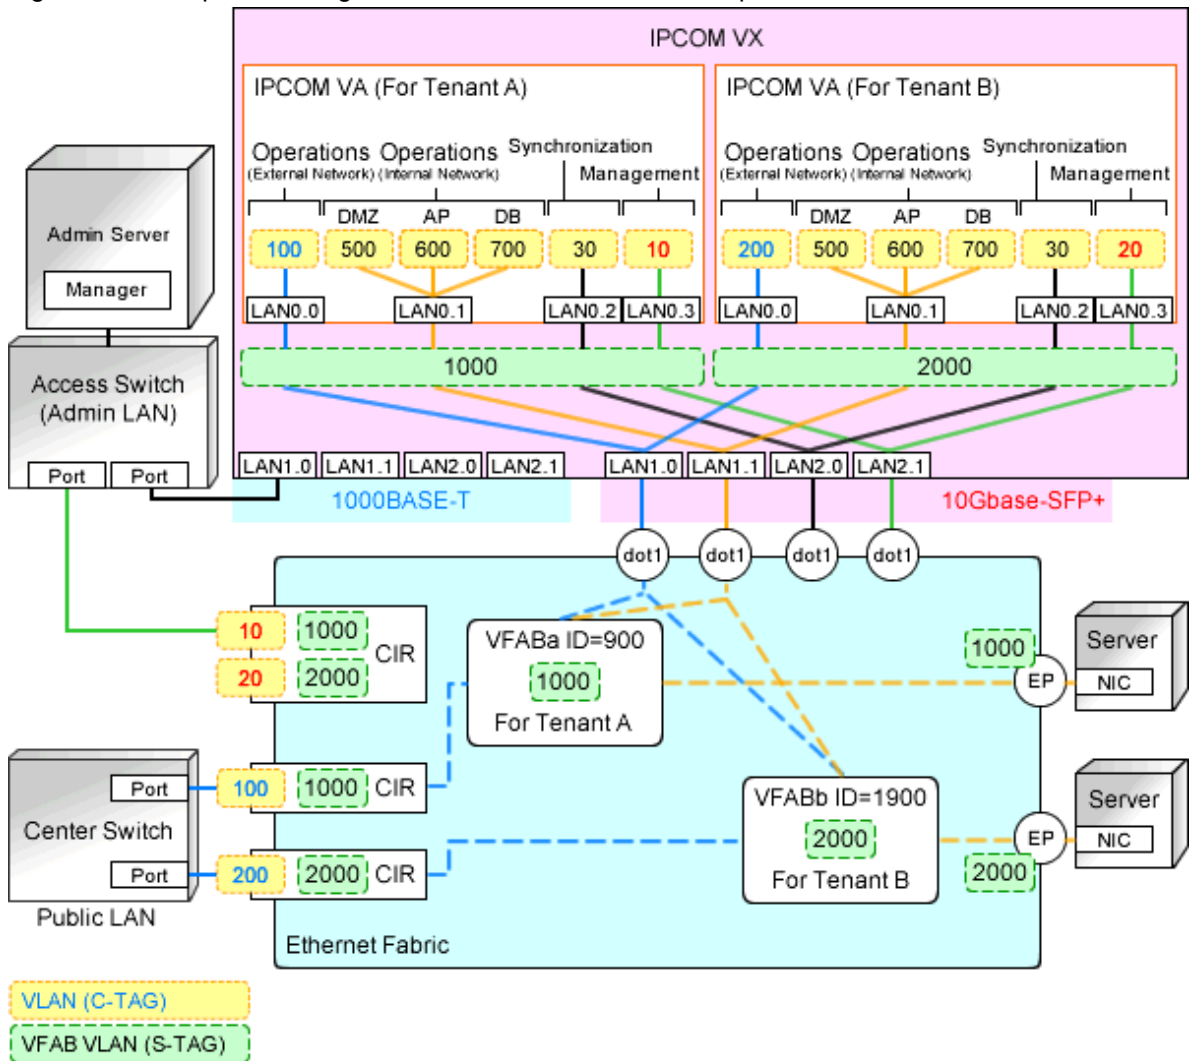 IPCOM VX
IPCOM VA (For Tenant A)
IPCOM VA (For Tenant B)
Operations Operations Synchronization
(External Network) (Internal Network) Management
DMZ AP DB
100 500 600 700 30 10
LAN0.0 LAN0.1 LAN0.2 LAN0.3
Operations Operations Synchronization
(External Network) (Internal Network) Management
DMZ AP DB
200 500 600 700 30 20
LAN0.0 LAN0.1 LAN0.2 LAN0.3
1000
2000
Admin Server
Manager
Access Switch
(Admin LAN)
Port Port
LAN1.0 LAN1.1 LAN2.0 LAN2.1
LAN1.0 LAN1.1 LAN2.0 LAN2.1
1000BASE-T
10Gbase-SFP+
dot1 dot1 dot1 dot1
10 1000
CIR
20 2000
VFABa ID=900
1000
For Tenant A
1000
EP
Server
NIC
Port
100 1000 CIR
Center Switch
Port
200 2000 CIR
Public LAN
VFABb ID=1900
2000
For Tenant B
EP
2000
Server
NIC
Ethernet Fabric
VLAN (C-TAG)
VFAB VLAN (S-TAG)